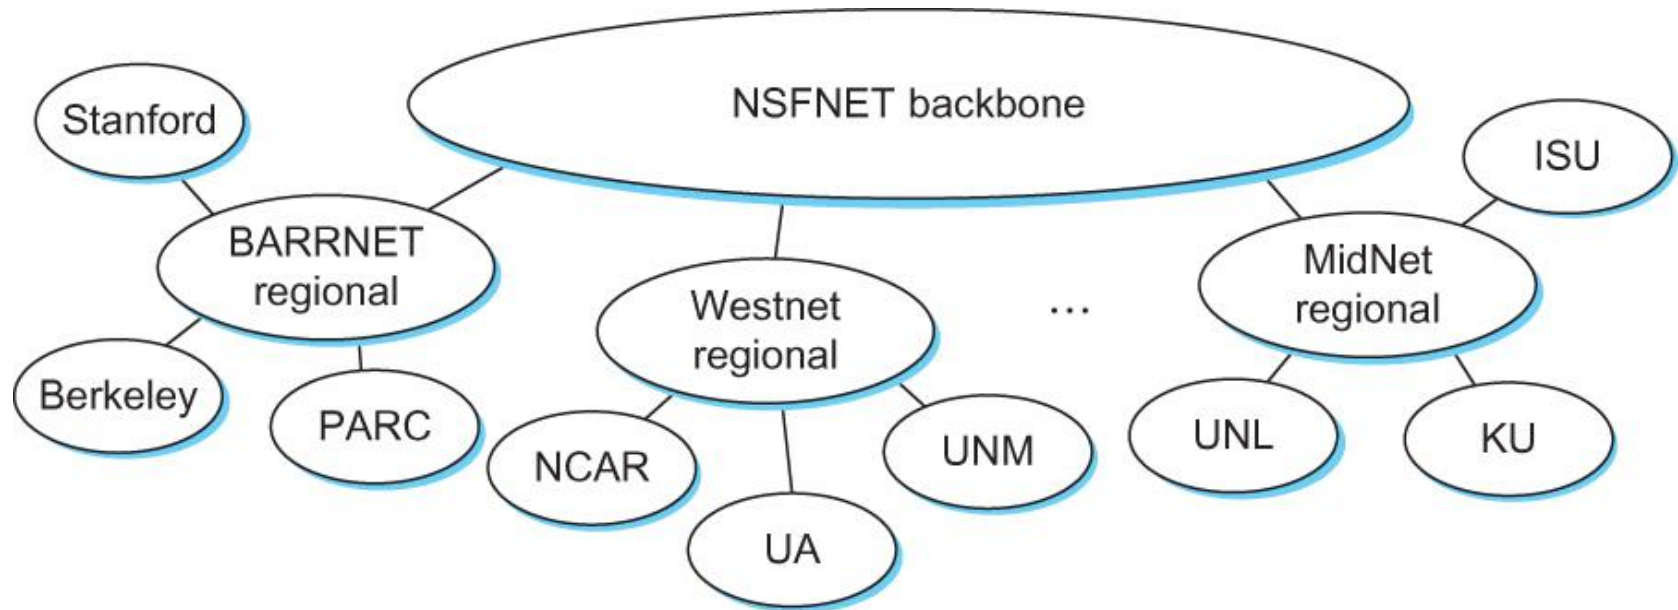 NSFNET backbone
Stanford
ISU
BARRNET
regional
MidNet
regional
Westnet
regional
...
Berkeley
PARC
NCAR
UA
UNM
UNL
KU